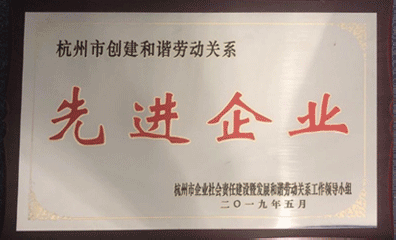 杭州市创建和谐劳动关系
先进企业
杭州市企业社会责任建设暨发展和谐劳动关系工作领导小组
二〇一九年五月